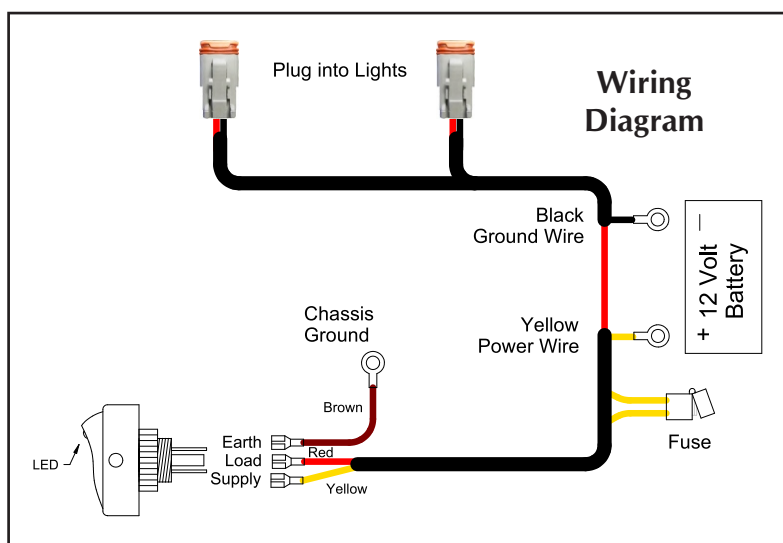 Plug into Lights
Wiring
Diagram
Black
Ground Wire
+ 12 Volt –
Battery
Chassis
Ground
Yellow
Power Wire
Brown
Fuse
Earth
Red
Load
LED
Supply
Yellow